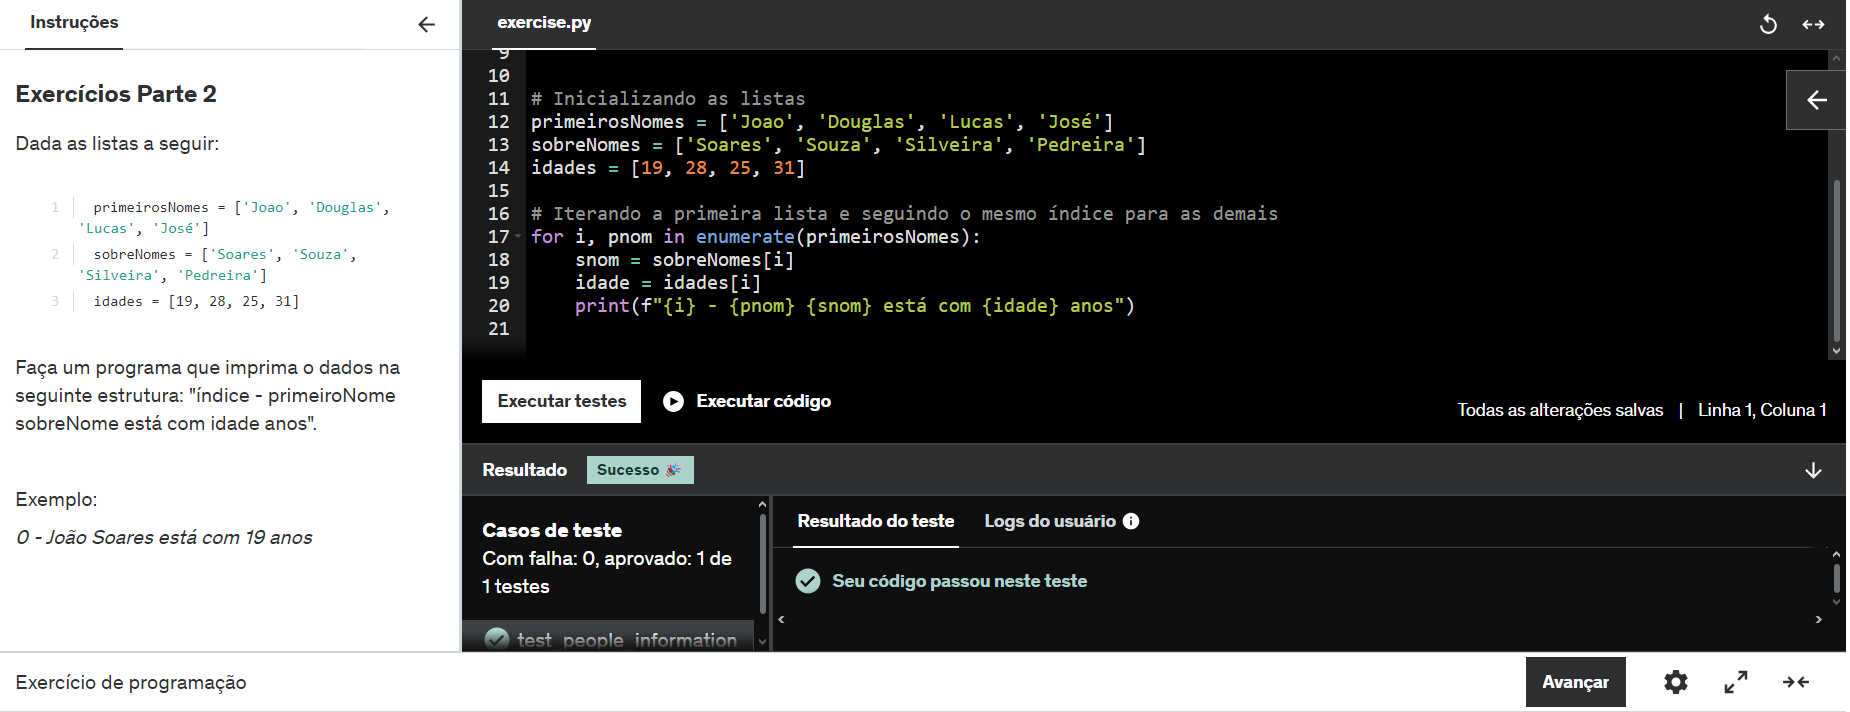 Instruções
Exercícios Parte 2
Dada as listas a seguir:
1 primeirosNomes = ['Joao', 'Douglas',
'Lucas', 'José']
2 sobreNomes = ['Soares', 'Souza',
'Silveira', 'Pedreira']
3 idades = [19, 28, 25, 31]
Faça um programa que imprima o dados na
seguinte estrutura: "índice - primeiroNome
sobreNome está com idade anos".
Exemplo:
0 - João Soares está com 19 anos
exercise.py
9
10
11 # Inicializando as listas
12 primeirosNomes = ['Joao', 'Douglas', 'Lucas', 'José']
13 sobreNomes = ['Soares', 'Souza', 'Silveira', 'Pedreira']
14 idades = [19, 28, 25, 31]
15
16 # Iterando a primeira lista e seguindo o mesmo índice para as demais
17 for i, pnom in enumerate(primeirosNomes):
18 snom = sobreNomes[i]
19 idade = idades[i]
20 print(f"{i} - {pnom} {snom} está com {idade} anos")
21
Executar testes Executar código
Todas as alterações salvas | Linha 1, Coluna 1
Resultado Sucesso 🎉
Casos de teste
Com falha: 0, aprovado: 1 de
1 testes
test_people_information
Resultado do teste Logs do usuário
Seu código passou neste teste
Exercício de programação
Avançar